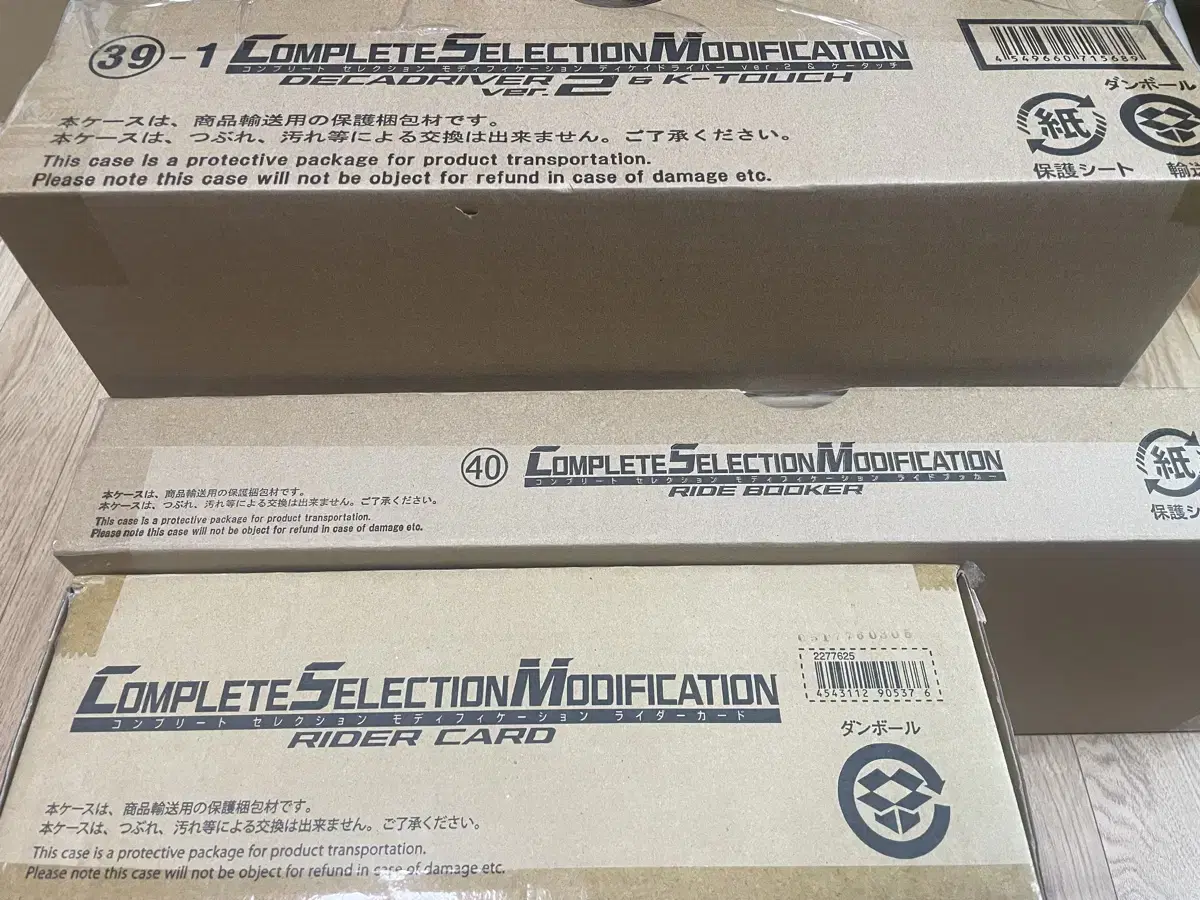 39-1 COMPLETE SELECTION MODIFICATION
コンプリート セレクション モディフィケーション ディケイドライバー ver.2 & ケータッチ
DECADRIVER ver.2 & K-TOUCH
4549660715689
ダンボール
紙
保護シート
輸送
本ケースは、商品輸送用の保護梱包材です。
本ケースは、つぶれ、汚れ等による交換は出来ません。ご了承ください。
This case is a protective package for product transportation.
Please note this case will not be object for refund in case of damage etc.
40 COMPLETE SELECTION MODIFICATION
コンプリート セレクション モディフィケーション ライドブッカー
RIDE BOOKER
紙
保護シ
本ケースは、商品輸送用の保護梱包材です。
本ケースは、つぶれ、汚れ等による交換は出来ません。ご了承ください。
This case is a protective package for product transportation.
Please note this case will not be object for refund in case of damage etc.
2277625
4543112 90537 6
COMPLETE SELECTION MODIFICATION
コンプリート セレクション モディフィケーション ライダーカード
RIDER CARD
ダンボール
本ケースは、商品輸送用の保護梱包材です。
本ケースは、つぶれ、汚れ等による交換は出来ません。ご了承ください。
This case is a protective package for product transportation.
Please note this case will not be object for refund in case of damage etc.